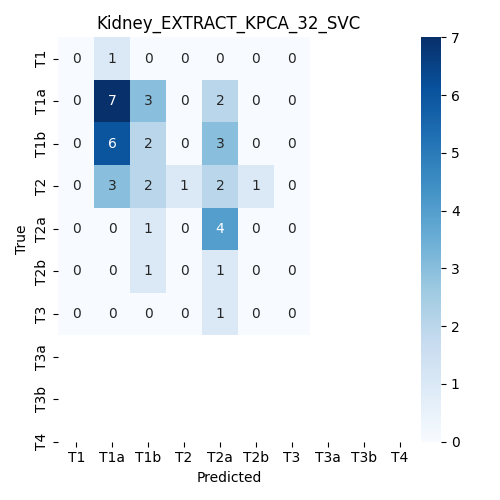 Kidney_EXTRACT_KPCA_32_SVC
T1 0 1 0 0 0 0 0
T1a 0 7 3 0 2 0 0
T1b 0 6 2 0 3 0 0
T2 0 3 2 1 2 1 0
T2a 0 0 1 0 4 0 0
T2b 0 0 1 0 1 0 0
T3 0 0 0 0 1 0 0
T3a
T3b
T4
T1 T1a T1b T2 T2a T2b T3 T3a T3b T4
Predicted
True
7
6
5
4
3
2
1
0